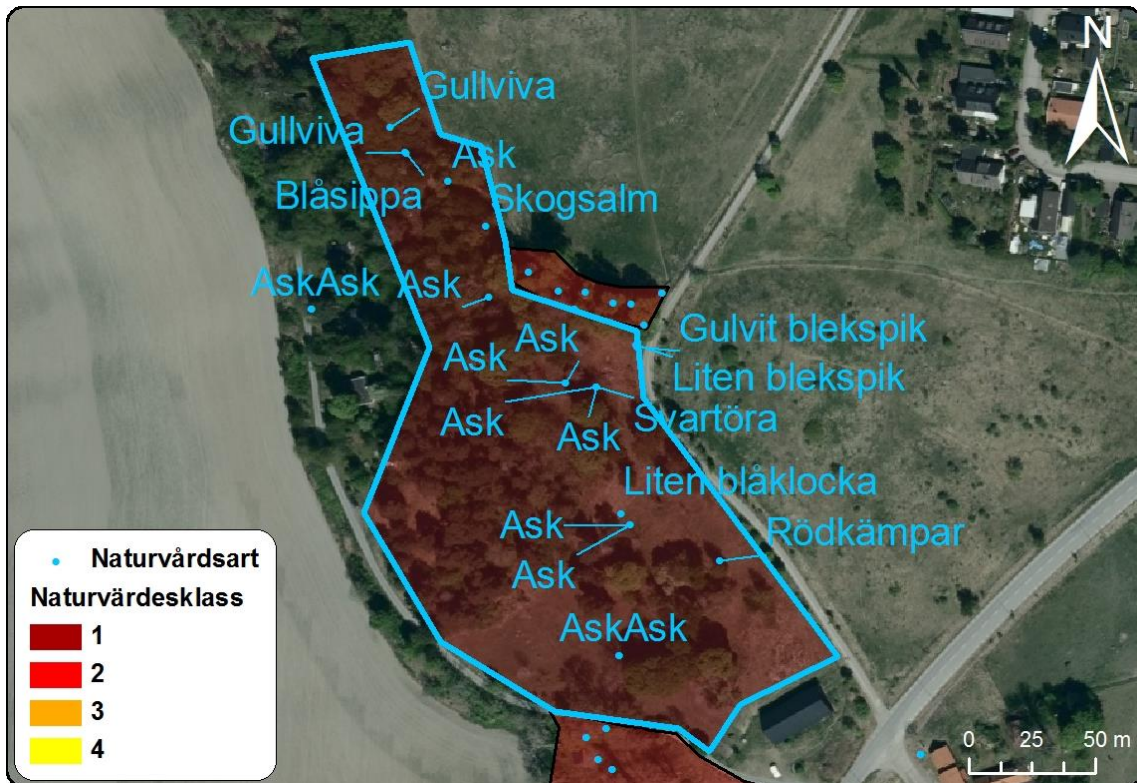 N
Gullviva
Gullviva
Ask
Blåsippa
Skogsalm
AskAsk
Ask
Gulvit blekspik
Ask
Ask
Liten blekspik
Ask
Ask
Svartöra
Liten blåklocka
Ask
Rödkämpar
Ask
AskAsk
Naturvårdsart
Naturvärdesklass
1
2
3
4
0 25 50 m